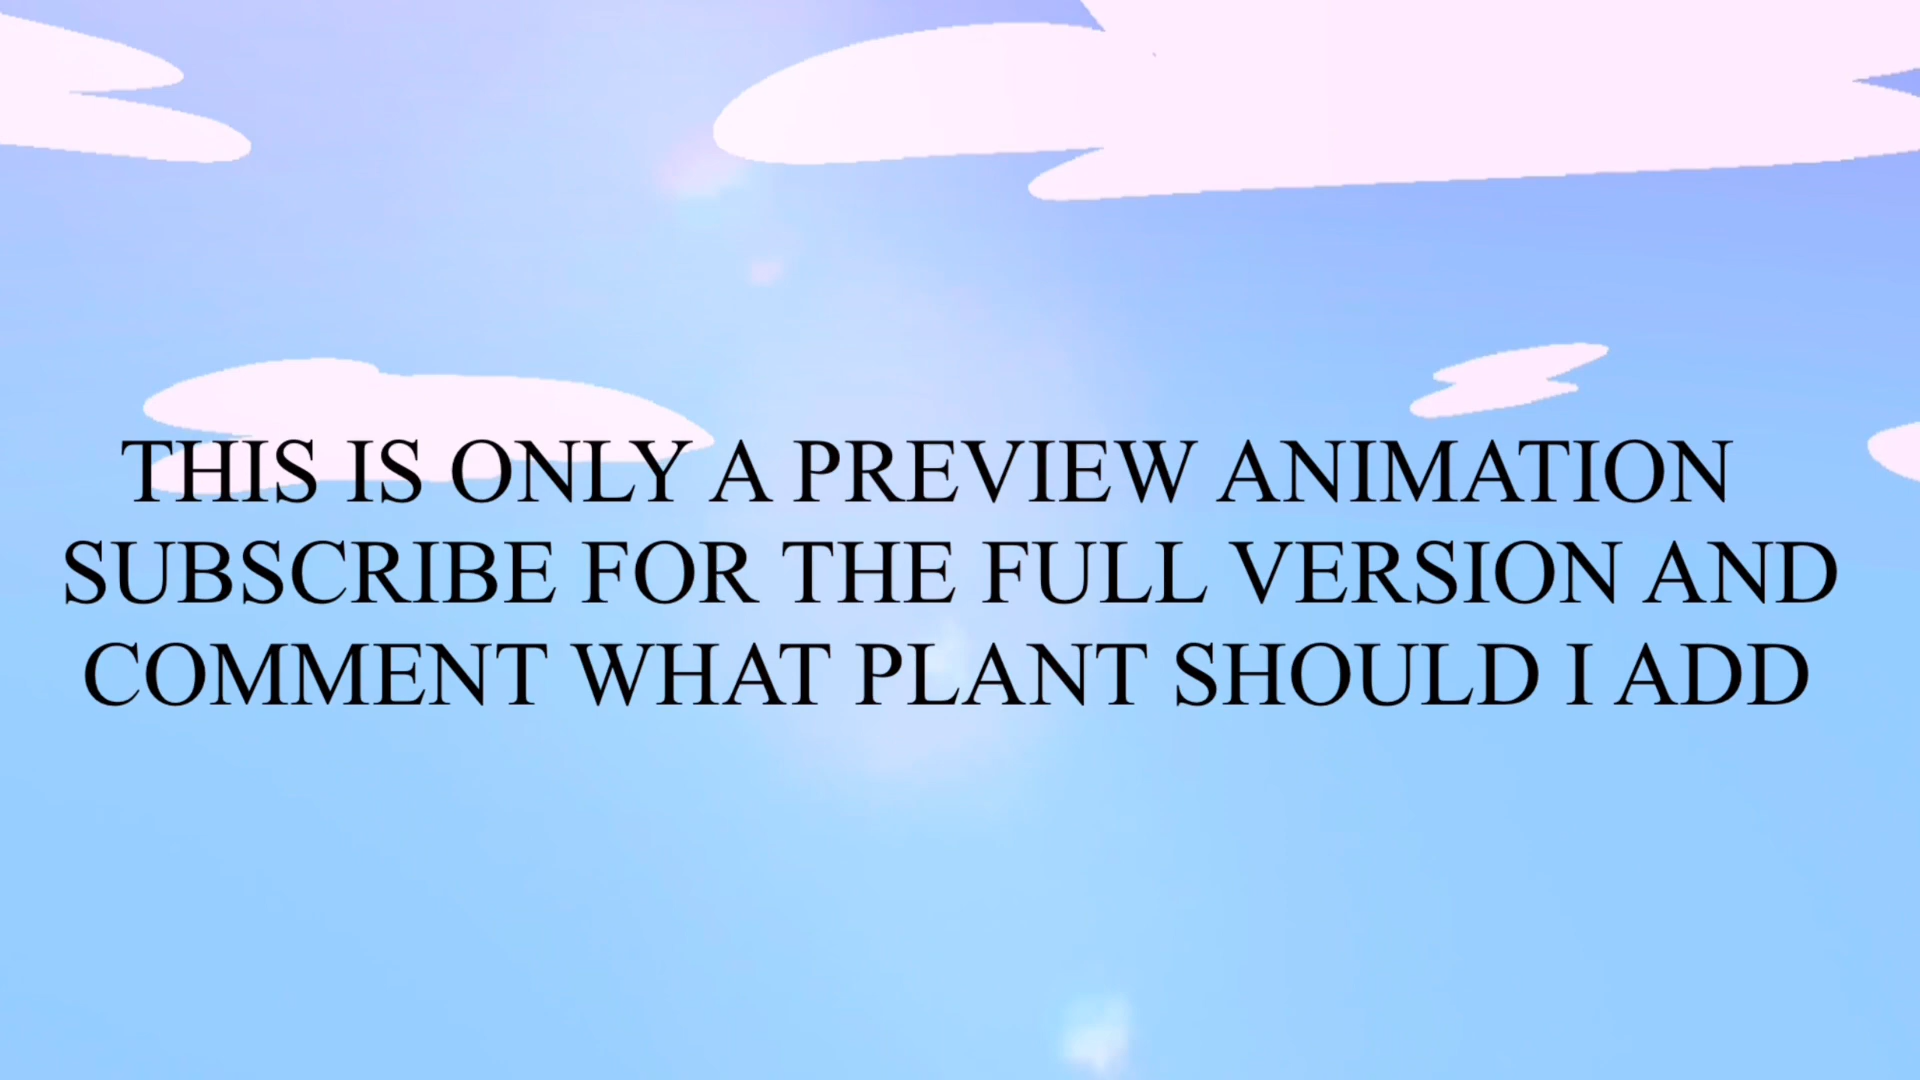 THIS IS ONLY A PREVIEW ANIMATION
SUBSCRIBE FOR THE FULL VERSION AND
COMMENT WHAT PLANT SHOULD I ADD